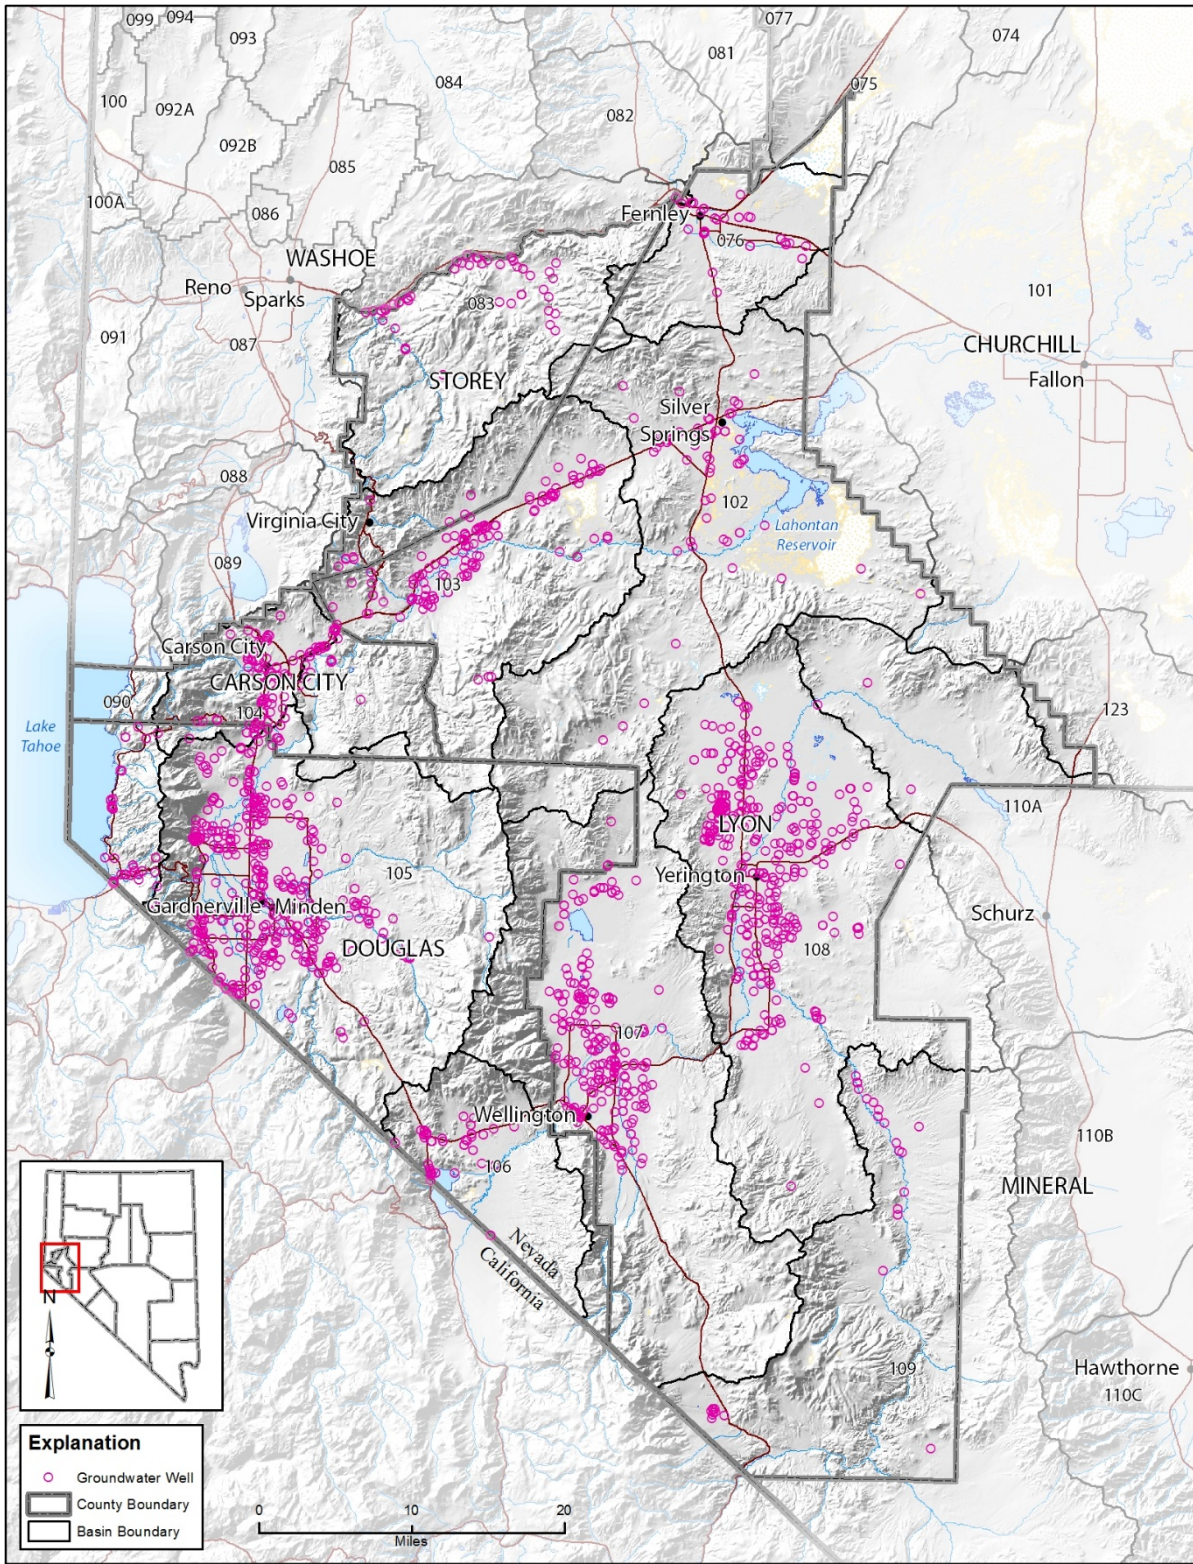 099
094
093
077
074
081
084
075
100
092A
082
092B
085
100A
086
Fernley
076
WASHOE
Reno
Sparks
083
101
091
087
CHURCHILL
STOREY
Fallon
Silver
Springs
088
102
Virginia City
Lahontan
Reservoir
089
103
Carson City
CARSON CITY
090
104
123
Lake
Tahoe
110A
LYON
105
Yerington
Gardnerville
Minden
Schurz
DOUGLAS
108
107
Wellington
110B
106
MINERAL
Nevada
California
N
109
Hawthorne
110C
Explanation
Groundwater Well
County Boundary
Basin Boundary
0
10
20
Miles